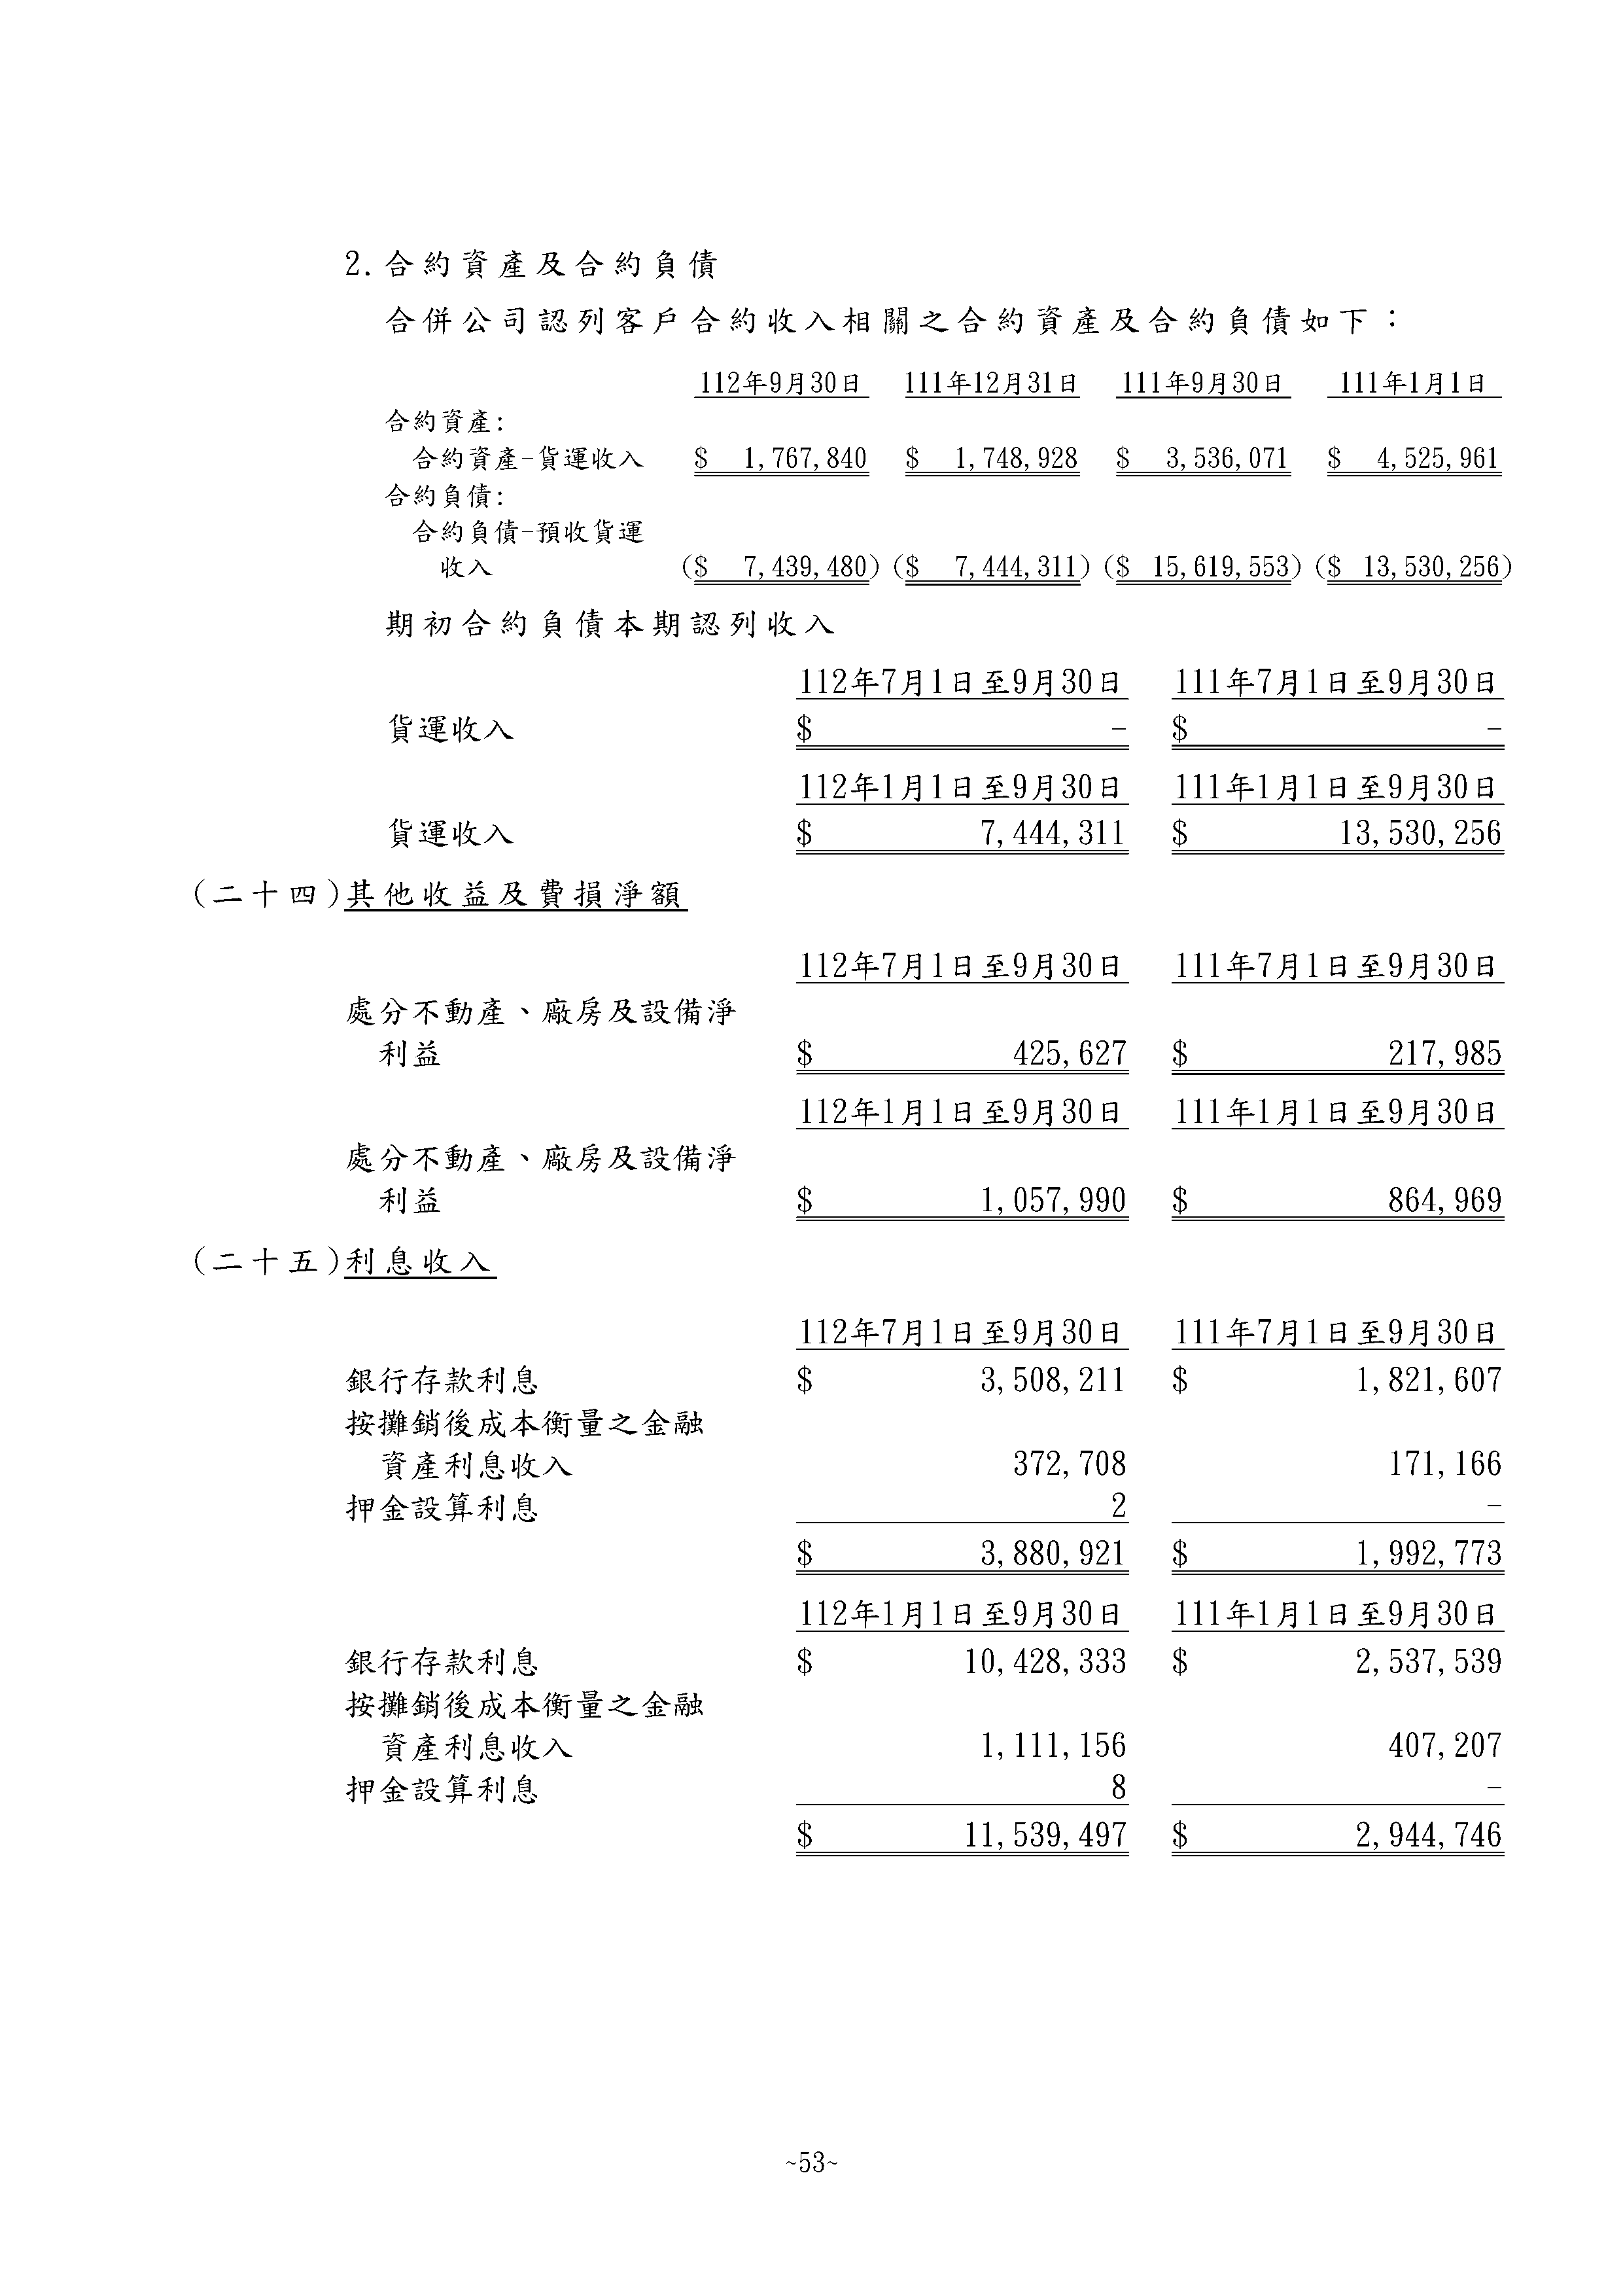 2.合約資產及合約負債
合併公司認列客戶合約收入相關之合約資產及合約負債如下：
112年9月30日 111年12月31日 111年9月30日 111年1月1日
合約資產:
合約資產-貨運收入 $ 1,767,840 $ 1,748,928 $ 3,536,071 $ 4,525,961
合約負債:
合約負債-預收貨運
收入 ($ 7,439,480) ($ 7,444,311) ($ 15,619,553) ($ 13,530,256)
期初合約負債本期認列收入
112年7月1日至9月30日 111年7月1日至9月30日
貨運收入 $ - $ -
112年1月1日至9月30日 111年1月1日至9月30日
貨運收入 $ 7,444,311 $ 13,530,256
(二十四)其他收益及費損淨額
112年7月1日至9月30日 111年7月1日至9月30日
處分不動產、廠房及設備淨
利益 $ 425,627 $ 217,985
112年1月1日至9月30日 111年1月1日至9月30日
處分不動產、廠房及設備淨
利益 $ 1,057,990 $ 864,969
(二十五)利息收入
112年7月1日至9月30日 111年7月1日至9月30日
銀行存款利息 $ 3,508,211 $ 1,821,607
按攤銷後成本衡量之金融
資產利息收入 372,708 171,166
押金設算利息 2 -
$ 3,880,921 $ 1,992,773
112年1月1日至9月30日 111年1月1日至9月30日
銀行存款利息 $ 10,428,333 $ 2,537,539
按攤銷後成本衡量之金融
資產利息收入 1,111,156 407,207
押金設算利息 8 -
$ 11,539,497 $ 2,944,746
~53~